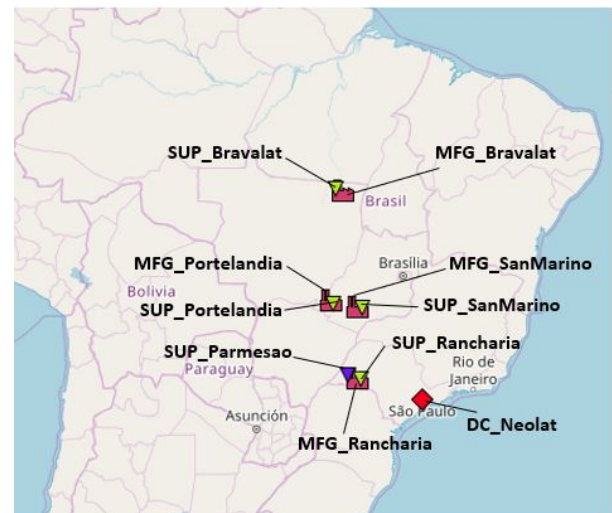 SUP_Bravalat
MFG_Bravalat
Brasil
MFG_Portelandia
Brasília
MFG_SanMarino
Bolivia
SUP_Portelandia
SUP_SanMarino
SUP_Parmesao
SUP_Rancharia
Paraguay
Rio de
Janeiro
Asunción
São Paulo
DC_Neolat
MFG_Rancharia